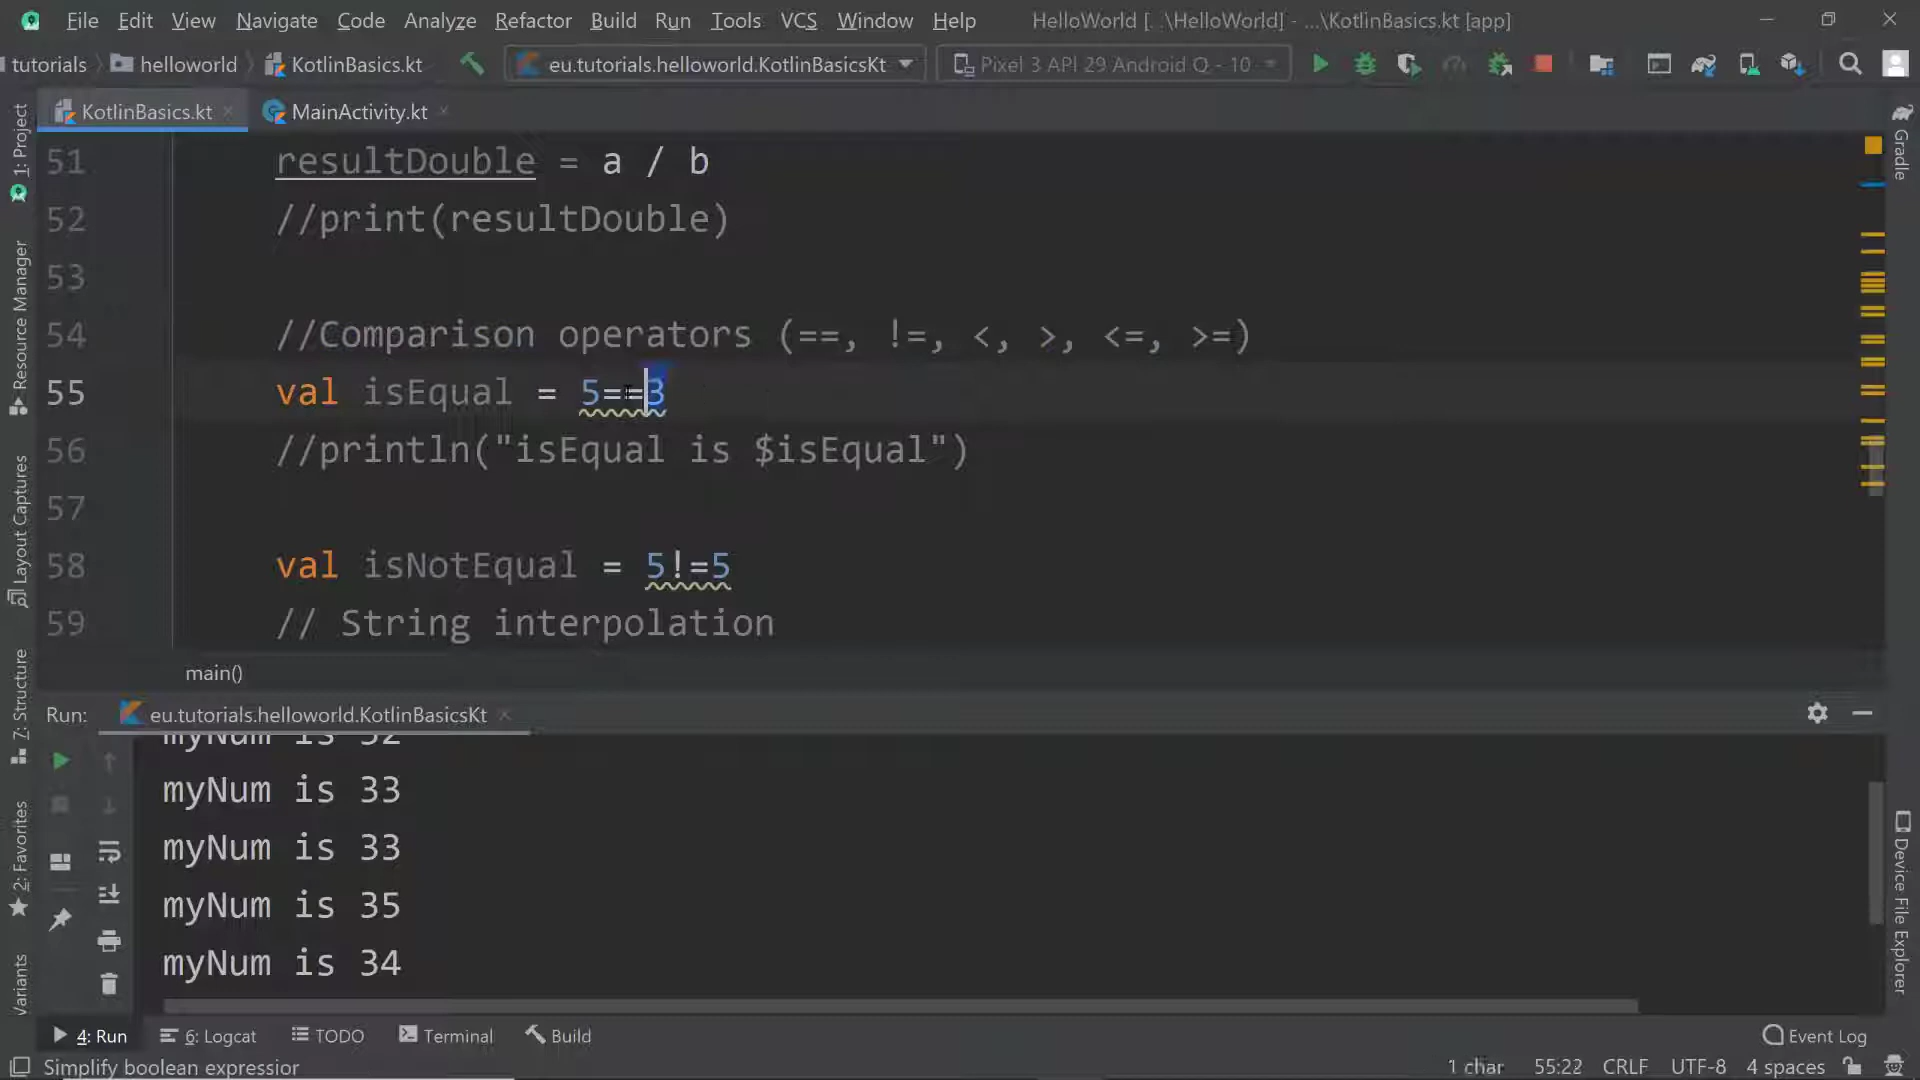 File Edit View Navigate Code Analyze Refactor Build Run Tools VCS Window Help HelloWorld [...\HelloWorld] - ...\KotlinBasics.kt [app]
tutorials helloworld KotlinBasics.kt eu.tutorials.helloworld.KotlinBasicsKt Pixel 3 API 29 Android Q - 10
KotlinBasics.kt MainActivity.kt
51 resultDouble = a / b
52 //print(resultDouble)
53
54 //Comparison operators (==, !=, <, >, <=, >=)
55 val isEqual = 5==3
56 //println("isEqual is $isEqual")
57
58 val isNotEqual = 5!=5
59 // String interpolation
main()
Run: eu.tutorials.helloworld.KotlinBasicsKt
myNum is 32
myNum is 33
myNum is 33
myNum is 35
myNum is 34
4: Run 6: Logcat TODO Terminal Build Event Log
Simplify boolean expression 1 char 55:22 CRLF UTF-8 4 spaces
1: Project
Resource Manager
Layout Captures
7: Structure
2: Favorites
Variants
Gradle
Device File Explorer